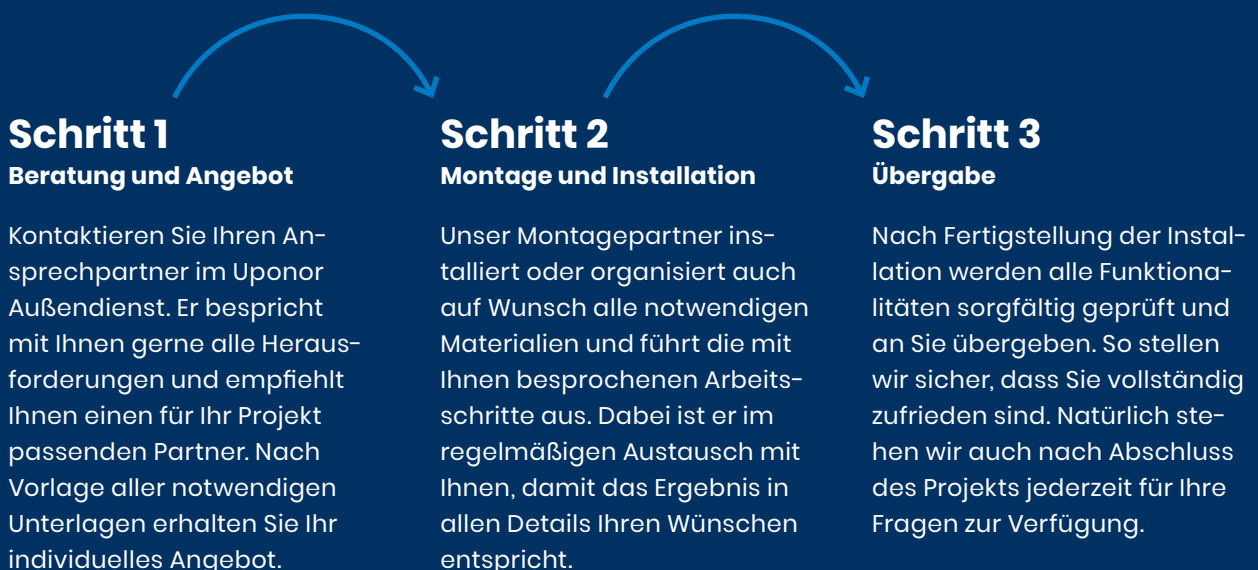 Schritt 1
Beratung und Angebot
Kontaktieren Sie Ihren An-
sprechpartner im Uponor
Außendienst. Er bespricht
mit Ihnen gerne alle Heraus-
forderungen und empfiehlt
Ihnen einen für Ihr Projekt
passenden Partner. Nach
Vorlage aller notwendigen
Unterlagen erhalten Sie Ihr
individuelles Angebot.
Schritt 2
Montage und Installation
Unser Montagepartner ins-
talliert oder organisiert auch
auf Wunsch alle notwendigen
Materialien und führt die mit
Ihnen besprochenen Arbeits-
schritte aus. Dabei ist er im
regelmäßigen Austausch mit
Ihnen, damit das Ergebnis in
allen Details Ihren Wünschen
entspricht.
Schritt 3
Übergabe
Nach Fertigstellung der Instal-
lation werden alle Funktiona-
litäten sorgfältig geprüft und
an Sie übergeben. So stellen
wir sicher, dass Sie vollständig
zufrieden sind. Natürlich ste-
hen wir auch nach Abschluss
des Projekts jederzeit für Ihre
Fragen zur Verfügung.